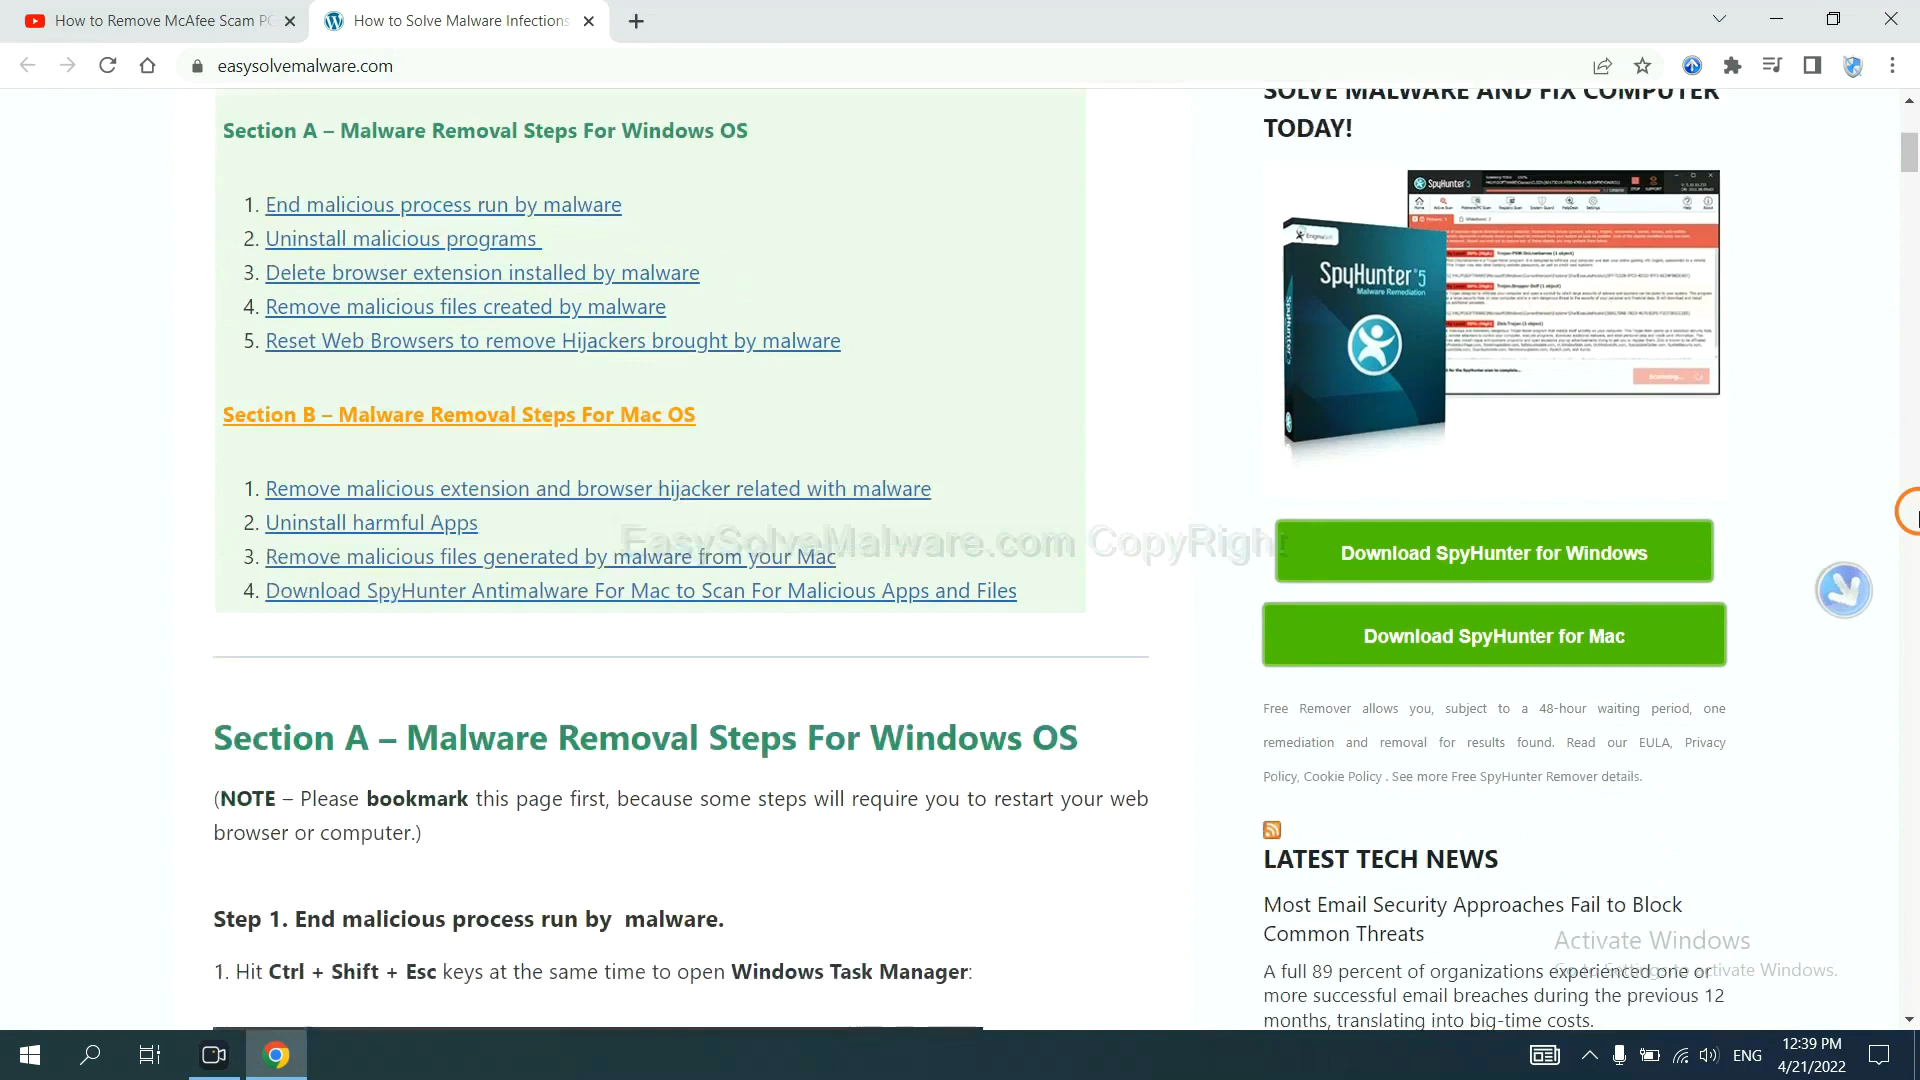 How to Remove McAfee Scam PC
How to Solve Malware Infections
easysolvemalware.com
Section A – Malware Removal Steps For Windows OS
1. End malicious process run by malware
2. Uninstall malicious programs
3. Delete browser extension installed by malware
4. Remove malicious files created by malware
5. Reset Web Browsers to remove Hijackers brought by malware
Section B – Malware Removal Steps For Mac OS
1. Remove malicious extension and browser hijacker related with malware
2. Uninstall harmful Apps
3. Remove malicious files generated by malware from your Mac
4. Download SpyHunter Antimalware For Mac to Scan For Malicious Apps and Files
EasySolveMalware.com CopyRight
Section A – Malware Removal Steps For Windows OS
(NOTE – Please bookmark this page first, because some steps will require you to restart your web
browser or computer.)
Step 1. End malicious process run by malware.
1. Hit Ctrl + Shift + Esc keys at the same time to open Windows Task Manager:
SOLVE MALWARE AND FIX COMPUTER
TODAY!
SpyHunter 5
SpyHunter 5
Malware Remediation
Download SpyHunter for Windows
Download SpyHunter for Mac
Free Remover allows you, subject to a 48-hour waiting period, one
remediation and removal for results found. Read our EULA, Privacy
Policy, Cookie Policy . See more Free SpyHunter Remover details.
LATEST TECH NEWS
Most Email Security Approaches Fail to Block
Common Threats
A full 89 percent of organizations experienced one or
more successful email breaches during the previous 12
months, translating into big-time costs.
Activate Windows
Go to Settings to activate Windows.
ENG
12:39 PM
4/21/2022